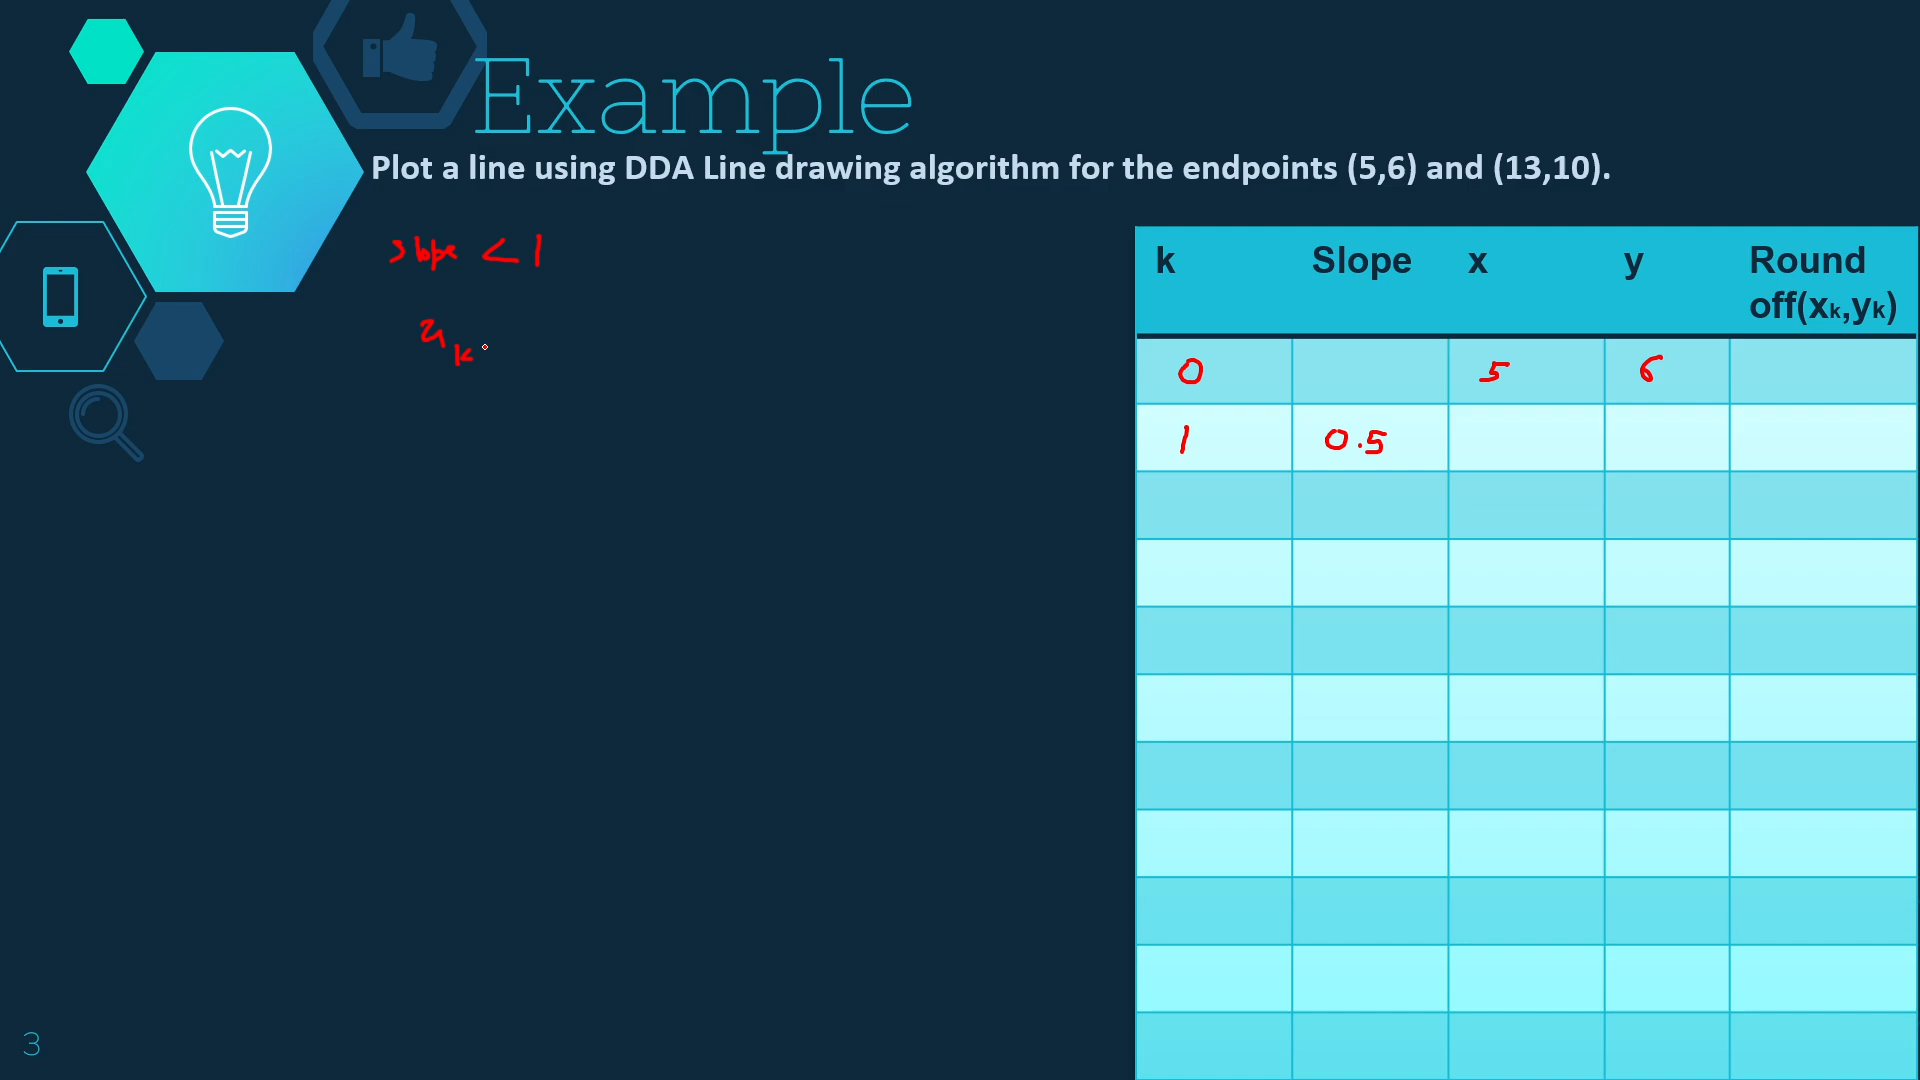 Example
Plot a line using DDA Line drawing algorithm for the endpoints (5,6) and (13,10).
slope < 1
x k
k Slope x y Round off(xk,yk)
0 5 6
1 0.5
3